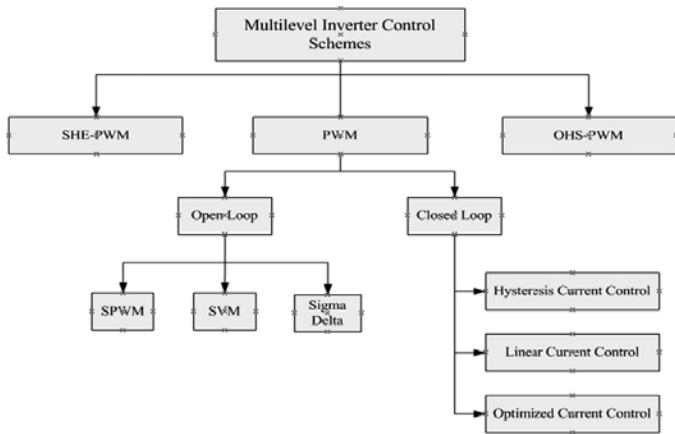 Multilevel Inverter Control
Schemes
SHE-PWM
PWM
OHS-PWM
Open Loop
Closed Loop
SPWM
SVM
Sigma
Delta
Hysteresis Current Control
Linear Current Control
Optimized Current Control